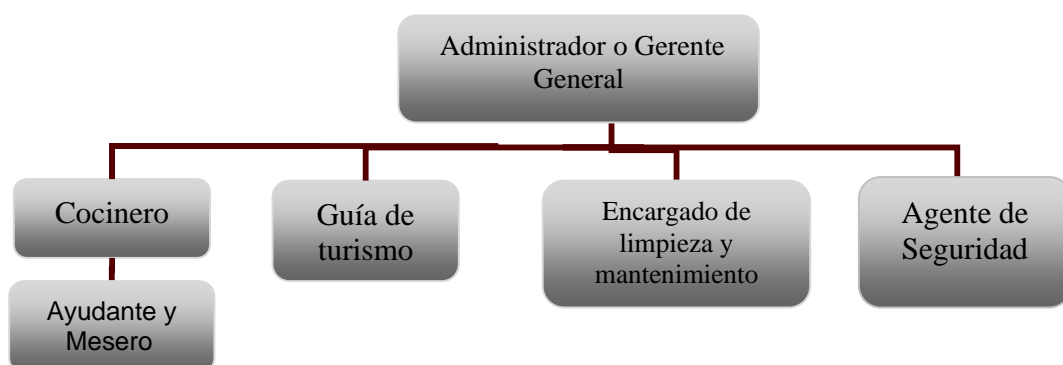 Administrador o Gerente
General
Cocinero
Guía de
turismo
Encargado de
limpieza y
mantenimiento
Agente de
Seguridad
Ayudante y
Mesero